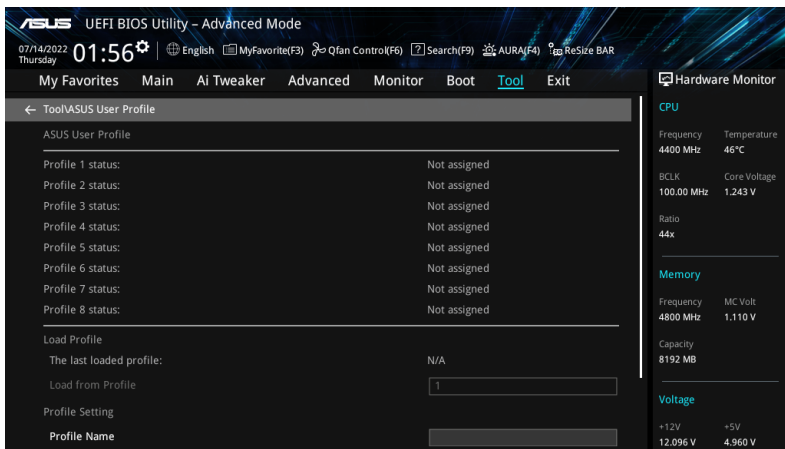 ASUS UEFI BIOS Utility – Advanced Mode
07/14/2022 Thursday 01:56 English MyFavorite(F3) Qfan Control(F6) ? Search(F9) AURA(F4) ReSize BAR
My Favorites Main Ai Tweaker Advanced Monitor Boot Tool Exit
← Tool\ASUS User Profile
ASUS User Profile
Profile 1 status: Not assigned
Profile 2 status: Not assigned
Profile 3 status: Not assigned
Profile 4 status: Not assigned
Profile 5 status: Not assigned
Profile 6 status: Not assigned
Profile 7 status: Not assigned
Profile 8 status: Not assigned
Load Profile
The last loaded profile: N/A
Load from Profile 1
Profile Setting
Profile Name
Hardware Monitor
CPU
Frequency Temperature
4400 MHz 46°C
BCLK Core Voltage
100.00 MHz 1.243 V
Ratio
44x
Memory
Frequency MC Volt
4800 MHz 1.110 V
Capacity
8192 MB
Voltage
+12V +5V
12.096 V 4.960 V